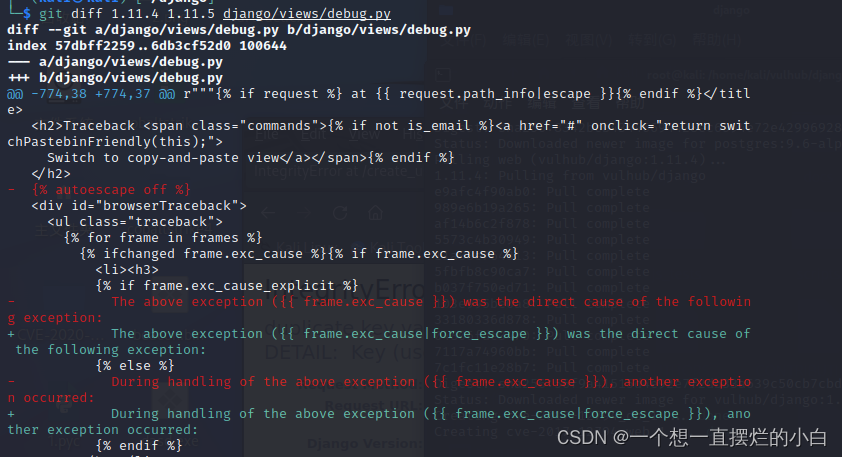 └─$ git diff 1.11.4 1.11.5 django/views/debug.py
diff --git a/django/views/debug.py b/django/views/debug.py
index 57dbff2259..6db3cf52d0 100644
--- a/django/views/debug.py
+++ b/django/views/debug.py
@@ -774,38 +774,37 @@ r"""{% if request %} at {{ request.path_info|escape }}{% endif %}</titl
e>
<h2>Traceback <span class="commands">{% if not is_email %}<a href="#" onclick="return swit
chPastebinFriendly(this);">
Switch to copy-and-paste view</a></span>{% endif %}
</h2>
- {% autoescape off %}
<div id="browserTraceback">
<ul class="traceback">
{% for frame in frames %}
{% ifchanged frame.exc_cause %}{% if frame.exc_cause %}
<li><h3>
{% if frame.exc_cause_explicit %}
- The above exception ({{ frame.exc_cause }}) was the direct cause of the followin
g exception:
+ The above exception ({{ frame.exc_cause|force_escape }}) was the direct cause of
the following exception:
{% else %}
- During handling of the above exception ({{ frame.exc_cause }}), another exceptio
n occurred:
+ During handling of the above exception ({{ frame.exc_cause|force_escape }}), ano
ther exception occurred:
{% endif %}
CSDN @一个想一直摆烂的小白